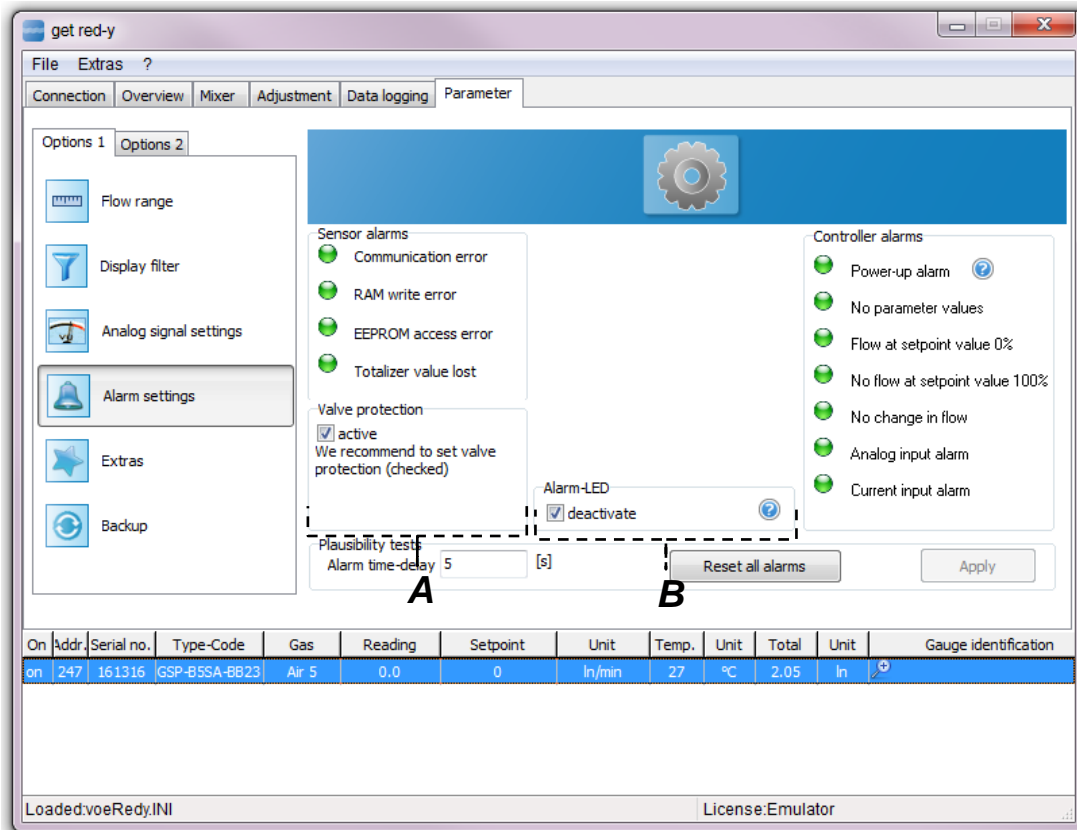 get red-y
File Extras ?
Connection Overview Mixer Adjustment Data logging Parameter
Options 1 Options 2
Flow range
Display filter
Analog signal settings
Alarm settings
Extras
Backup
Sensor alarms
Communication error
RAM write error
EEPROM access error
Totalizer value lost
Valve protection
active
We recommend to set valve
protection (checked)
Alarm-LED
deactivate
Controller alarms
Power-up alarm
No parameter values
Flow at setpoint value 0%
No flow at setpoint value 100%
No change in flow
Analog input alarm
Current input alarm
Plausibility tests
Alarm time-delay 5 [s]
Reset all alarms Apply
A B
On Addr. Serial no. Type-Code Gas Reading Setpoint Unit Temp. Unit Total Unit Gauge identification
on 247 161316 GSP-B5SA-BB23 Air 5 0.0 0 ln/min 27 °C 2.05 ln
Loaded:voeRedy.INI License:Emulator